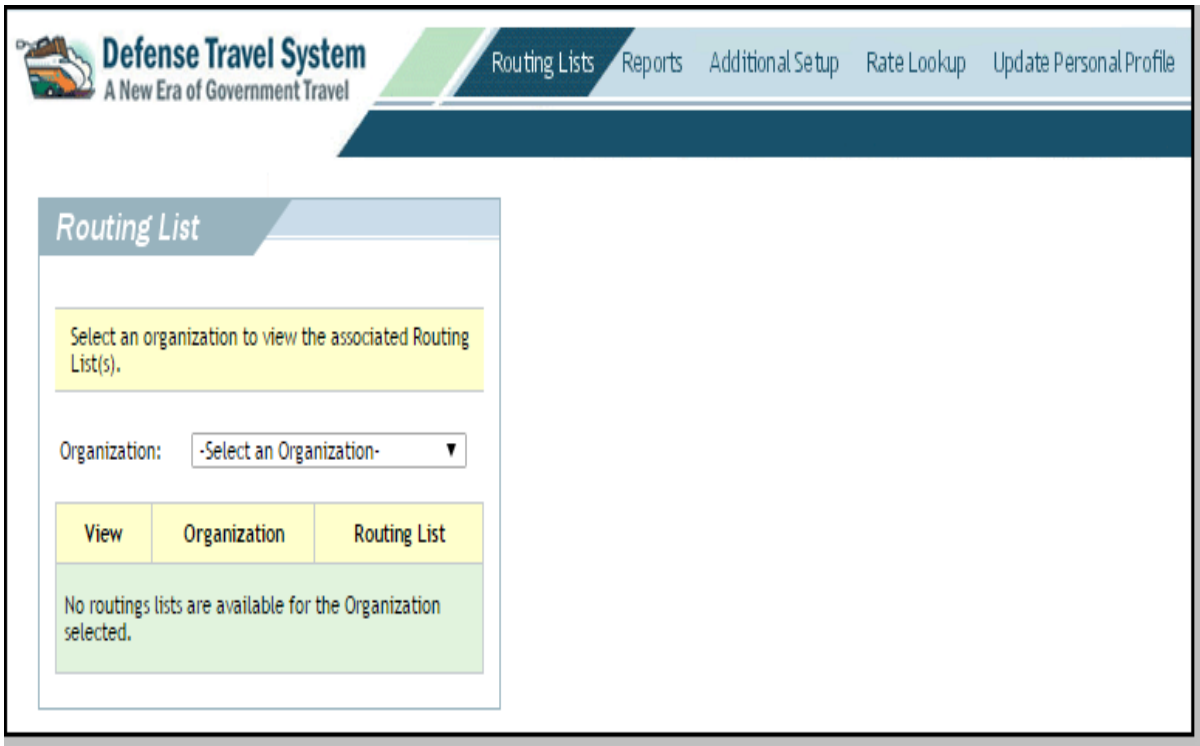 Defense Travel System
A New Era of Government Travel
Routing Lists Reports Additional Setup Rate Lookup Update Personal Profile
Routing List
Select an organization to view the associated Routing
List(s).
Organization: -Select an Organization-
View Organization Routing List
No routings lists are available for the Organization
selected.